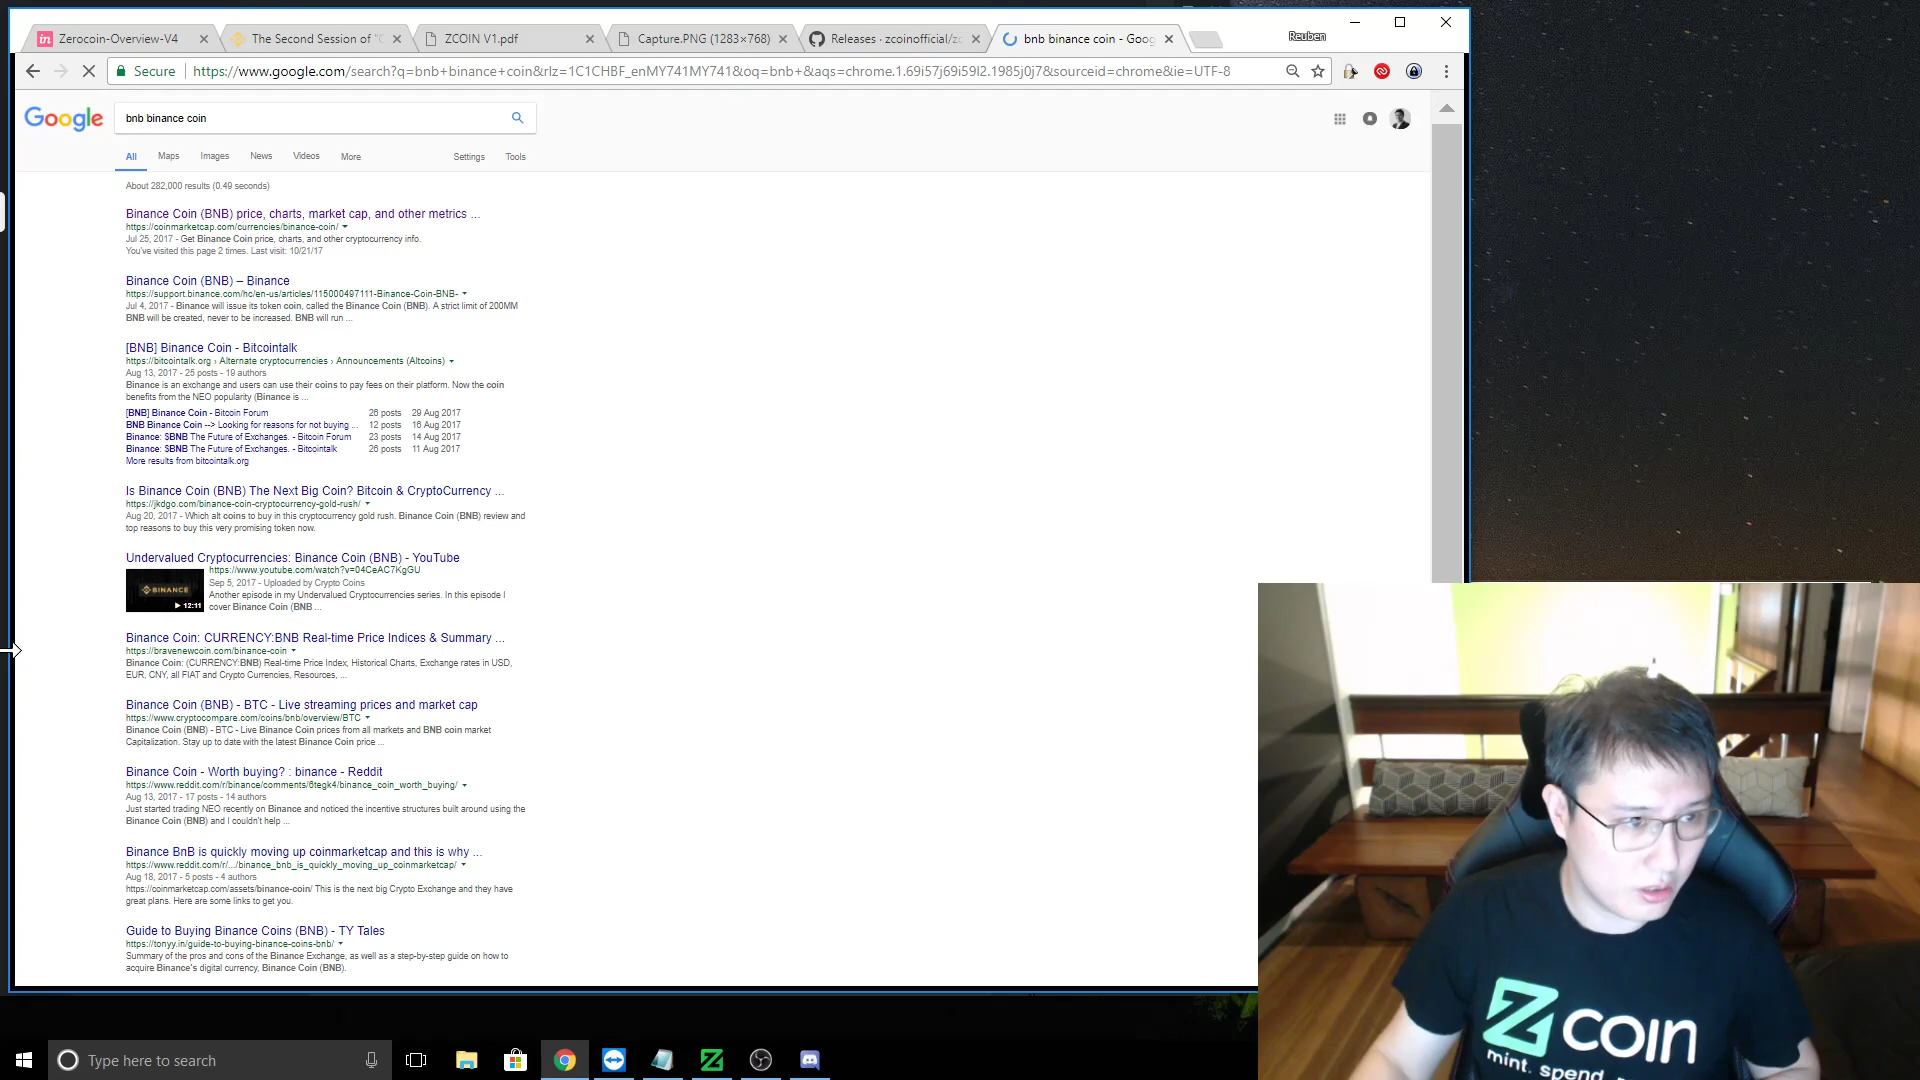 Zerocoin-Overview-V4
The Second Session of "
ZCOIN V1.pdf
Capture.PNG (1283×768)
Releases · zcoinofficial/zc
bnb binance coin - Goog
Reuben
Secure
https://www.google.com/search?q=bnb+binance+coin&rlz=1C1CHBF_enMY741MY741&oq=bnb+&aqs=chrome.1.69i57j69i59l2.1985j0j7&sourceid=chrome&ie=UTF-8
Google
bnb binance coin
All Maps Images News Videos More Settings Tools
About 282,000 results (0.49 seconds)
Binance Coin (BNB) price, charts, market cap, and other metrics ...
https://coinmarketcap.com/currencies/binance-coin/
Jul 25, 2017 - Get Binance Coin price, charts, and other cryptocurrency info.
You've visited this page 2 times. Last visit: 10/21/17
Binance Coin (BNB) – Binance
https://support.binance.com/hc/en-us/articles/115000497111-Binance-Coin-BNB-
Jul 4, 2017 - Binance will issue its token coin, called the Binance Coin (BNB). A strict limit of 200MM
BNB will be created, never to be increased. BNB will run ...
[BNB] Binance Coin - Bitcointalk
https://bitcointalk.org › Alternate cryptocurrencies › Announcements (Altcoins)
Aug 13, 2017 - 25 posts - 19 authors
Binance is an exchange and users can use their coins to pay fees on their platform. Now the coin
benefits from the NEO popularity (Binance is ...
[BNB] Binance Coin - Bitcoin Forum 26 posts 29 Aug 2017
BNB Binance Coin --> Looking for reasons for not buying ... 12 posts 16 Aug 2017
Binance: $BNB The Future of Exchanges. - Bitcoin Forum 23 posts 14 Aug 2017
Binance: $BNB The Future of Exchanges. - Bitcointalk 26 posts 11 Aug 2017
More results from bitcointalk.org
Is Binance Coin (BNB) The Next Big Coin? Bitcoin & CryptoCurrency ...
https://jkdgo.com/binance-coin-cryptocurrency-gold-rush/
Aug 20, 2017 - Which alt coins to buy in this cryptocurrency gold rush. Binance Coin (BNB) review and
top reasons to buy this very promising token now.
Undervalued Cryptocurrencies: Binance Coin (BNB) - YouTube
https://www.youtube.com/watch?v=04CeAC7KgGU
Sep 5, 2017 - Uploaded by Crypto Coins
Another episode in my Undervalued Cryptocurrencies series. In this episode I
cover Binance Coin (BNB ...
BINANCE
12:11
Binance Coin: CURRENCY:BNB Real-time Price Indices & Summary ...
https://bravenewcoin.com/binance-coin
Binance Coin: (CURRENCY:BNB) Real-time Price Index, Historical Charts, Exchange rates in USD,
EUR, CNY, all FIAT and Crypto Currencies, Resources, ...
Binance Coin (BNB) - BTC - Live streaming prices and market cap
https://www.cryptocompare.com/coins/bnb/overview/BTC
Binance Coin (BNB) - BTC - Live Binance Coin prices from all markets and BNB coin market
Capitalization. Stay up to date with the latest Binance Coin price ...
Binance Coin - Worth buying? : binance - Reddit
https://www.reddit.com/r/binance/comments/6tegk4/binance_coin_worth_buying/
Aug 13, 2017 - 17 posts - 14 authors
Just started trading NEO recently on Binance and noticed the incentive structures built around using the
Binance Coin (BNB) and I couldn't help ...
Binance BnB is quickly moving up coinmarketcap and this is why ...
https://www.reddit.com/r/.../binance_bnb_is_quickly_moving_up_coinmarketcap/
Aug 18, 2017 - 5 posts - 4 authors
https://coinmarketcap.com/assets/binance-coin/ This is the next big Crypto Exchange and they have
great plans. Here are some links to get you.
Guide to Buying Binance Coins (BNB) - TY Tales
https://tonyy.in/guide-to-buying-binance-coins-bnb/
Summary of the pros and cons of the Binance Exchange, as well as a step-by-step guide on how to
acquire Binance's digital currency, Binance Coin (BNB).
Zcoin
mint. spend.
Type here to search